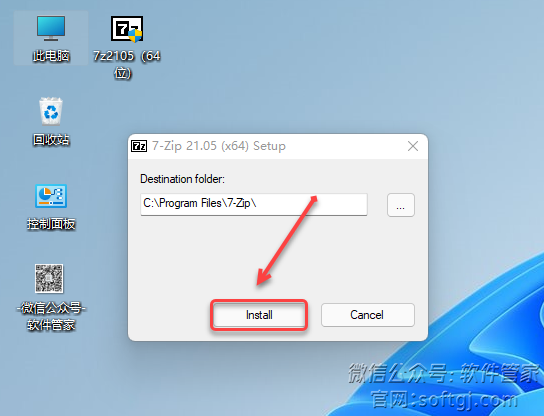 此电脑
7z2105（64
位）
回收站
控制面板
-微信公众号-
软件管家
7z 7-Zip 21.05 (x64) Setup
Destination folder:
C:\Program Files\7-Zip\
...
Install
Cancel
微信公众号: 软件管家
官网:softgj.com